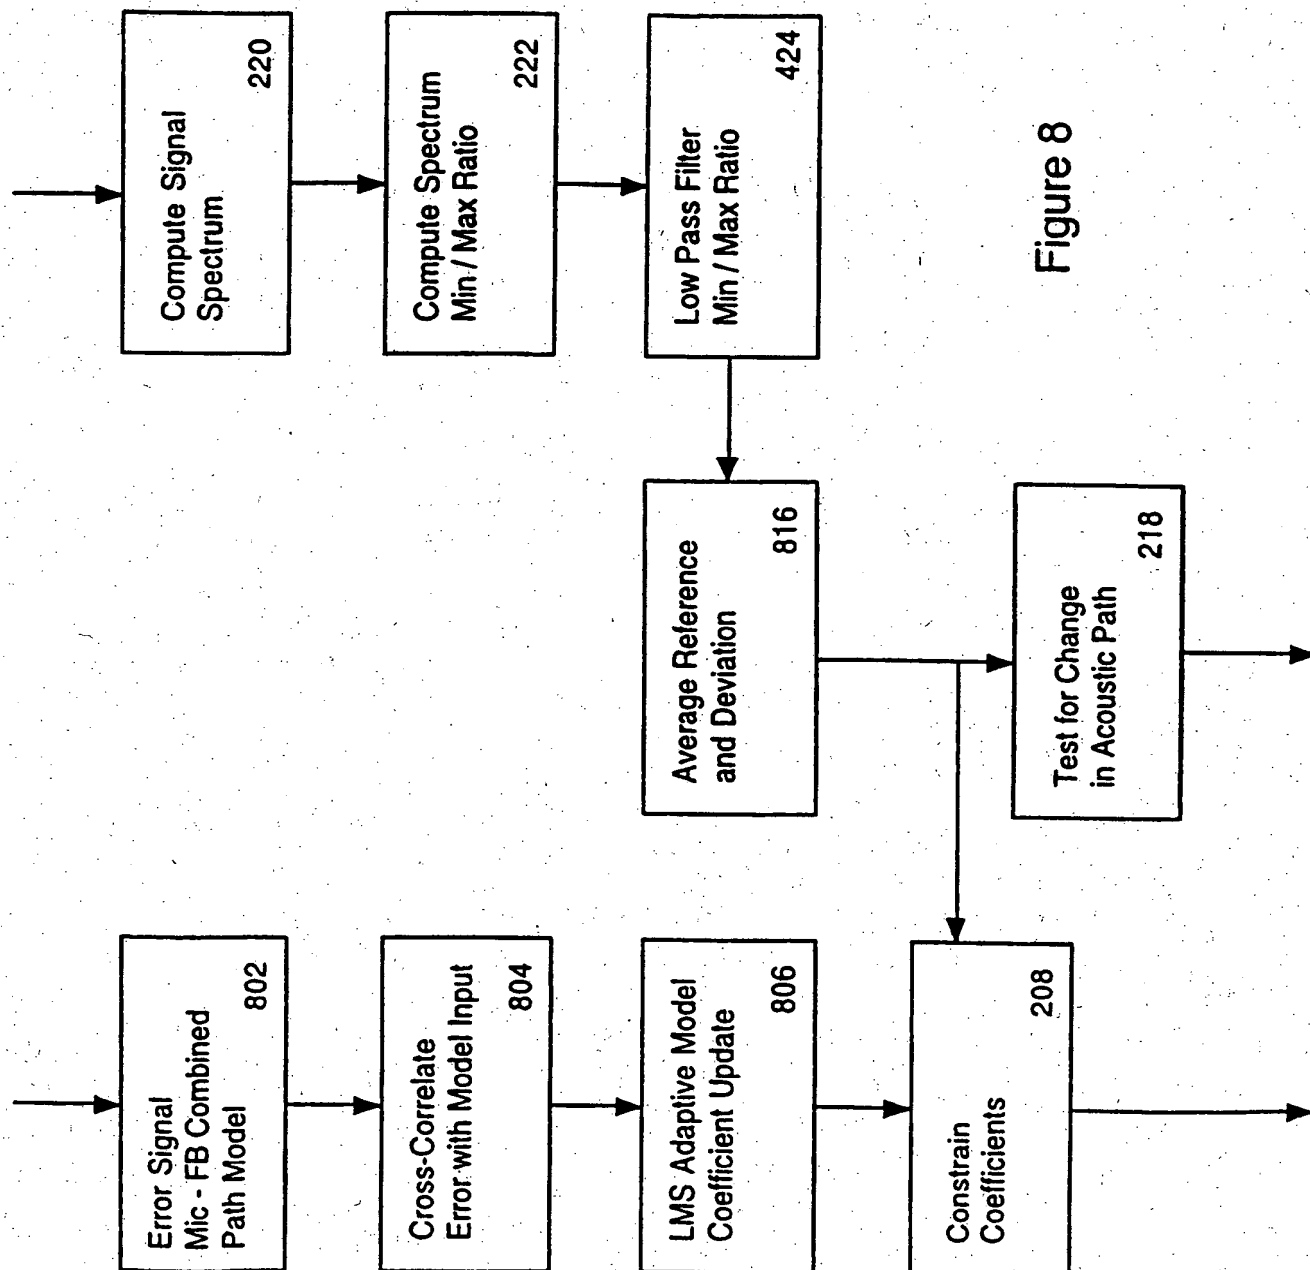 Error Signal
Mic - FB Combined
Path Model
802
Cross-Correlate
Error with Model Input
804
LMS Adaptive Model
Coefficient Update
806
Constrain
Coefficients
208
Compute Signal
Spectrum
220
Compute Spectrum
Min / Max Ratio
222
Low Pass Filter
Min / Max Ratio
424
Average Reference
and Deviation
816
Test for Change
in Acoustic Path
218
Figure 8